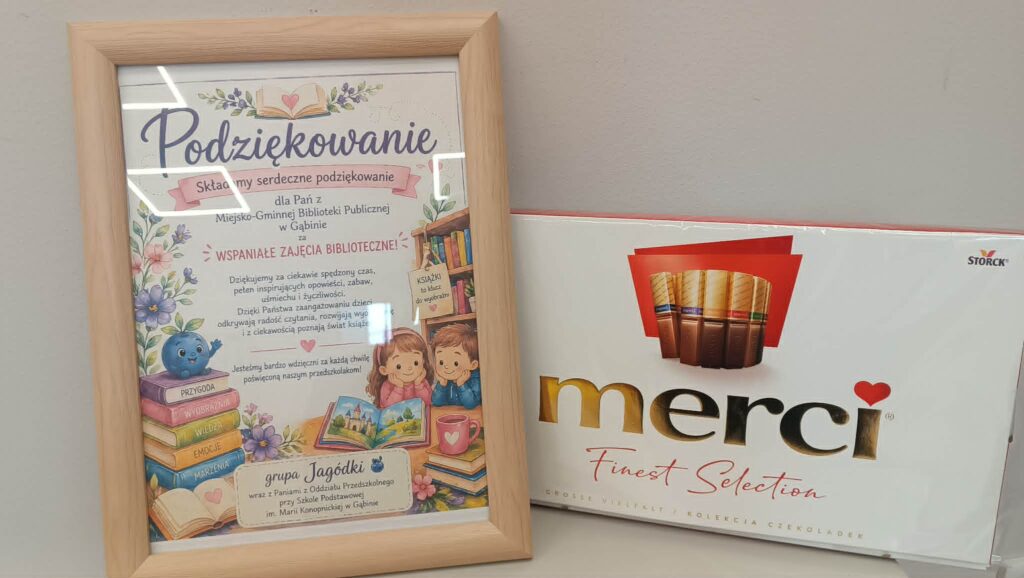 Podziękowanie
Składamy serdeczne podziękowanie
dla Pań z
Miejsko-Gminnej Biblioteki Publicznej
w Gąbinie
za
WSPANIAŁE ZAJĘCIA BIBLIOTECZNE!
Dziękujemy za ciekawie spędzony czas,
pełen inspirujących opowieści, zabaw,
uśmiechu i życzliwości.
Dzięki Państwa zaangażowaniu dzieci
odkrywają radość czytania, rozwijają
i z ciekawością poznają świat
Jesteśmy bardzo wdzięczni za każdą chwilę
poświęconą naszym przedszkolakom!
KSIĄŻKI
to klucz
do wyobraźni
PRZYGODA
WYOBRAŹNIA
WIEDZA
EMOCJE
MARZENIA
grupa Jagódki
wraz z Paniami z Oddziału Przedszkolnego
przy Szkole Podstawowej
im. Marii Konopnickiej w Gąbinie
STORCK®
merci®
Finest Selection
GROSSE VIELFALT / KOLEKCJA CZEKOLADEK